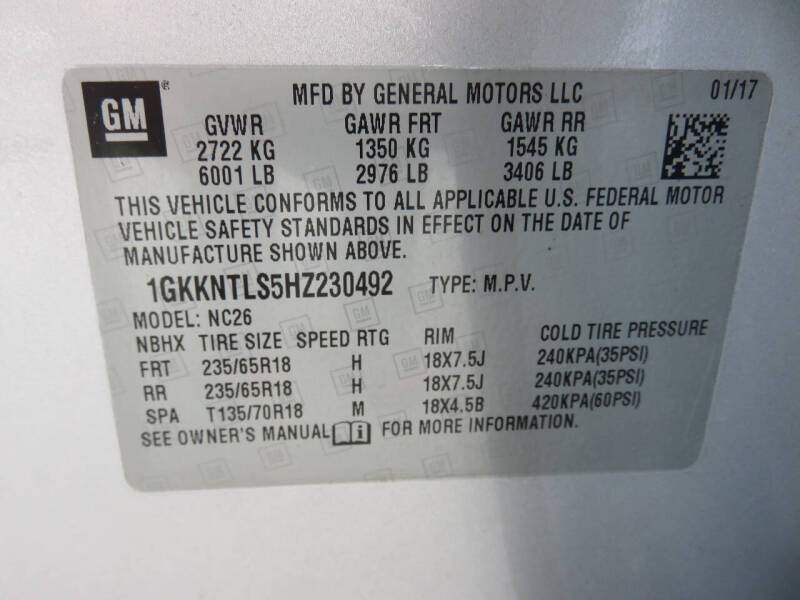 GM
MFD BY GENERAL MOTORS LLC 01/17
GVWR GAWR FRT GAWR RR
2722 KG 1350 KG 1545 KG
6001 LB 2976 LB 3406 LB
THIS VEHICLE CONFORMS TO ALL APPLICABLE U.S. FEDERAL MOTOR
VEHICLE SAFETY STANDARDS IN EFFECT ON THE DATE OF
MANUFACTURE SHOWN ABOVE.
1GKKNTLS5HZ230492 TYPE: M.P.V.
MODEL: NC26
NBHX TIRE SIZE SPEED RTG RIM COLD TIRE PRESSURE
FRT 235/65R18 H 18X7.5J 240KPA(35PSI)
RR 235/65R18 H 18X7.5J 240KPA(35PSI)
SPA T135/70R18 M 18X4.5B 420KPA(60PSI)
SEE OWNER'S MANUAL FOR MORE INFORMATION.